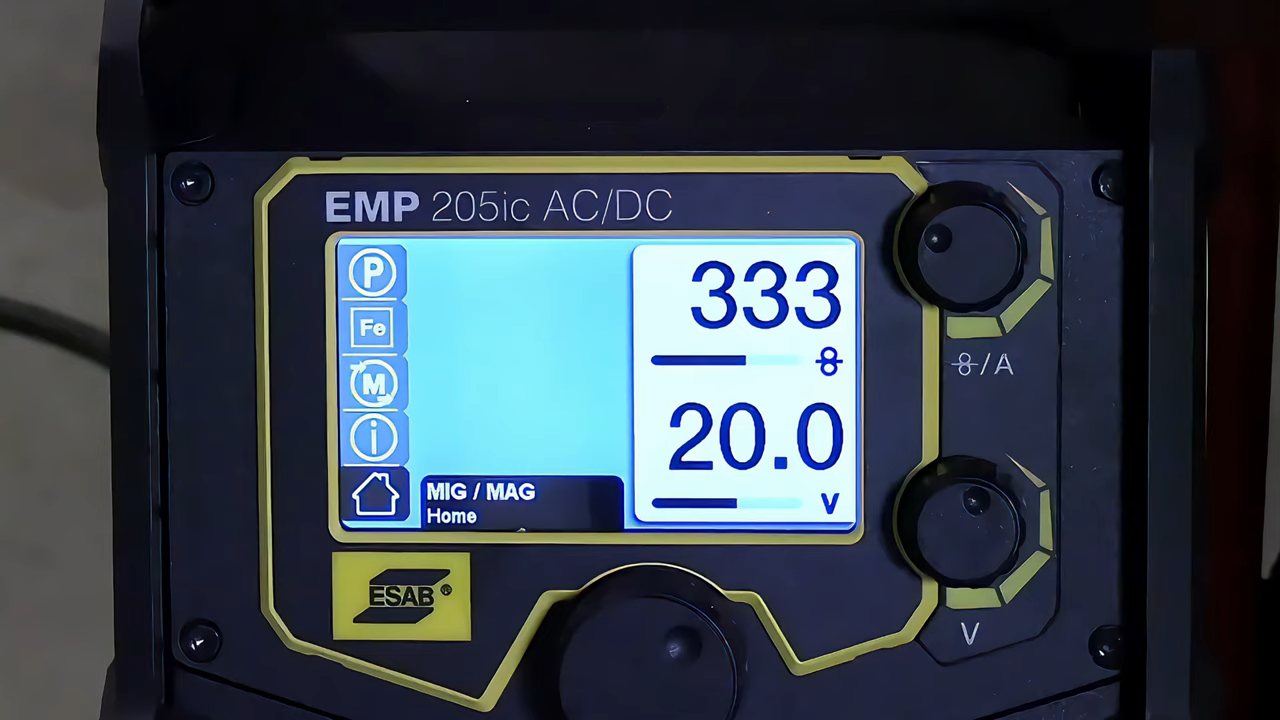 EMP 205ic AC/DC
P
Fe
M
i
MIG / MAG
Home
333
20.0
V
/A
V
ESAB®